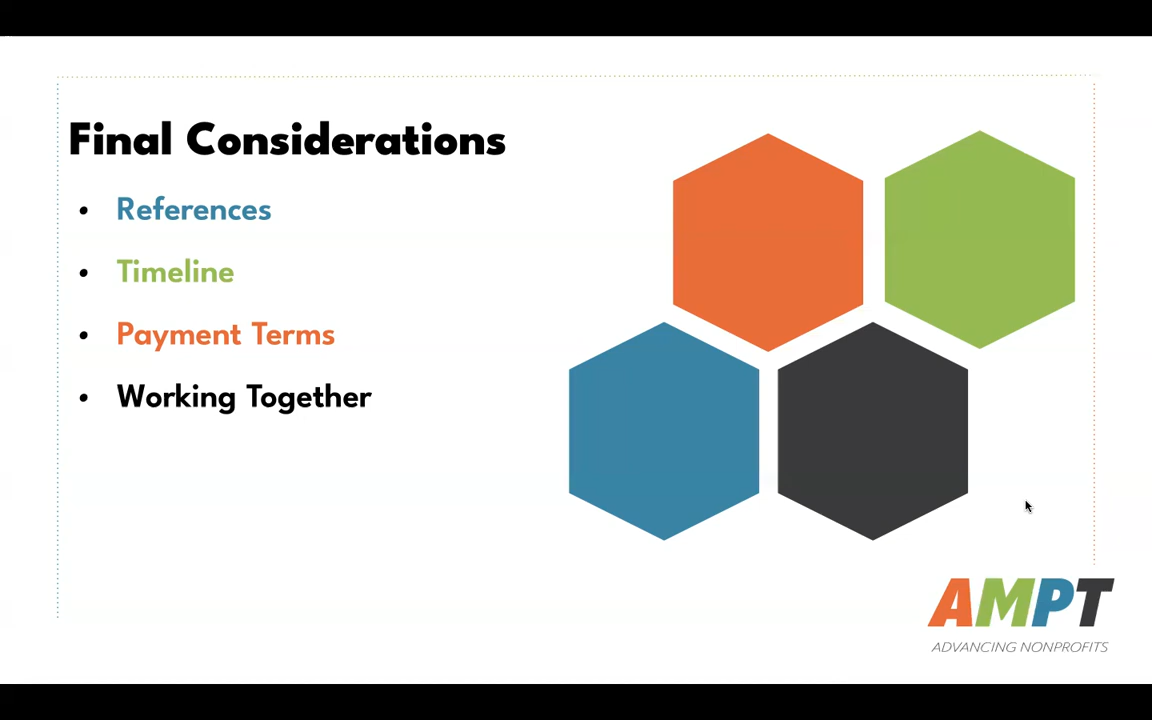 Final Considerations
• References
• Timeline
• Payment Terms
• Working Together
AMPT
ADVANCING NONPROFITS